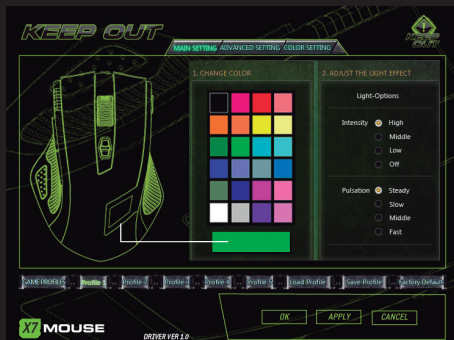 KEEP OUT
KEEP OUT
MAIN SETTING ADVANCED SETTING COLOR SETTING
1. CHANGE COLOR
2. ADJUST THE LIGHT EFFECT
Light-Options
Intensity High
Middle
Low
Off
Pulsation Steady
Slow
Middle
Fast
GAME PROFILES Profile 1 Profile 2 Profile 3 Profile 4 Profile 5 Load Profile Save Profile Factory Default
OK APPLY CANCEL
X7 MOUSE
DRIVER VER 1.0